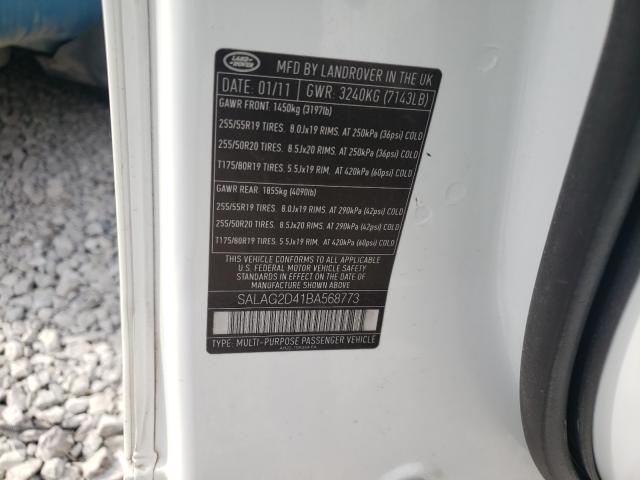 LAND ROVER
MFD BY LANDROVER IN THE UK
DATE: 01/11 GWR: 3240KG (7143LB)
GAWR FRONT: 1450kg (3197lb)
255/55R19 TIRES. 8.0Jx19 RIMS. AT 250kPa (36psi) COLD
255/50R20 TIRES. 8.5Jx20 RIMS. AT 250kPa (36psi) COLD
T175/80R19 TIRES. 5.5Jx19 RIM. AT 420kPa (60psi) COLD
GAWR REAR: 1855kg (4090lb)
255/55R19 TIRES. 8.0Jx19 RIMS. AT 290kPa (42psi) COLD
255/50R20 TIRES. 8.5Jx20 RIMS. AT 290kPa (42psi) COLD
T175/80R19 TIRES. 5.5Jx19 RIM. AT 420kPa (60psi) COLD
THIS VEHICLE CONFORMS TO ALL APPLICABLE
U.S. FEDERAL MOTOR VEHICLE SAFETY
STANDARDS IN EFFECT ON THE DATE OF
MANUFACTURE SHOWN ABOVE
SALAG2D41BA568773
TYPE: MULTI-PURPOSE PASSENGER VEHICLE